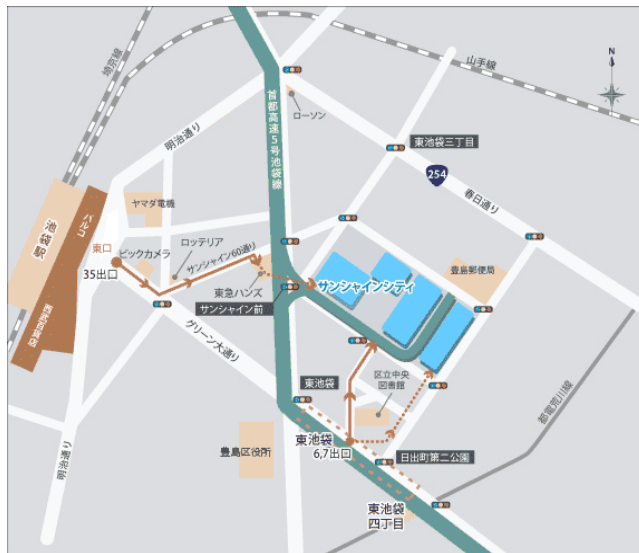 N
埼京線
山手線
首都高速5号池袋線
ローソン
明治通り
東池袋三丁目
254
春日通り
ヤマダ電機
池袋駅
パルコ
東口
ビックカメラ
ロッテリア
サンシャイン60通り
35出口
東急ハンズ
サンシャイン前
サンシャインシティ
豊島郵便局
西武百貨店
グリーン大通り
東池袋
区立中央
図書館
都電荒川線
東池袋
6,7出口
豊島区役所
日出町第二公園
明治通り
東池袋
四丁目